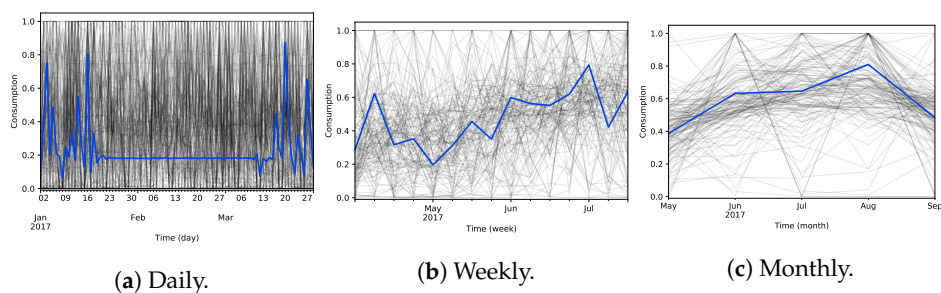 1.0
0.8
0.6
0.4
0.2
0.0
Consumption
02 09 16 23 30 06 13 20 27 06 13 20 27
Jan Feb Mar
2017
Time (day)
(a) Daily.
1.0
0.8
0.6
0.4
0.2
0.0
Consumption
May Jun Jul
2017
Time (week)
(b) Weekly.
1.0
0.8
0.6
0.4
0.2
0.0
Consumption
May Jun Jul Aug Sep
2017
Time (month)
(c) Monthly.